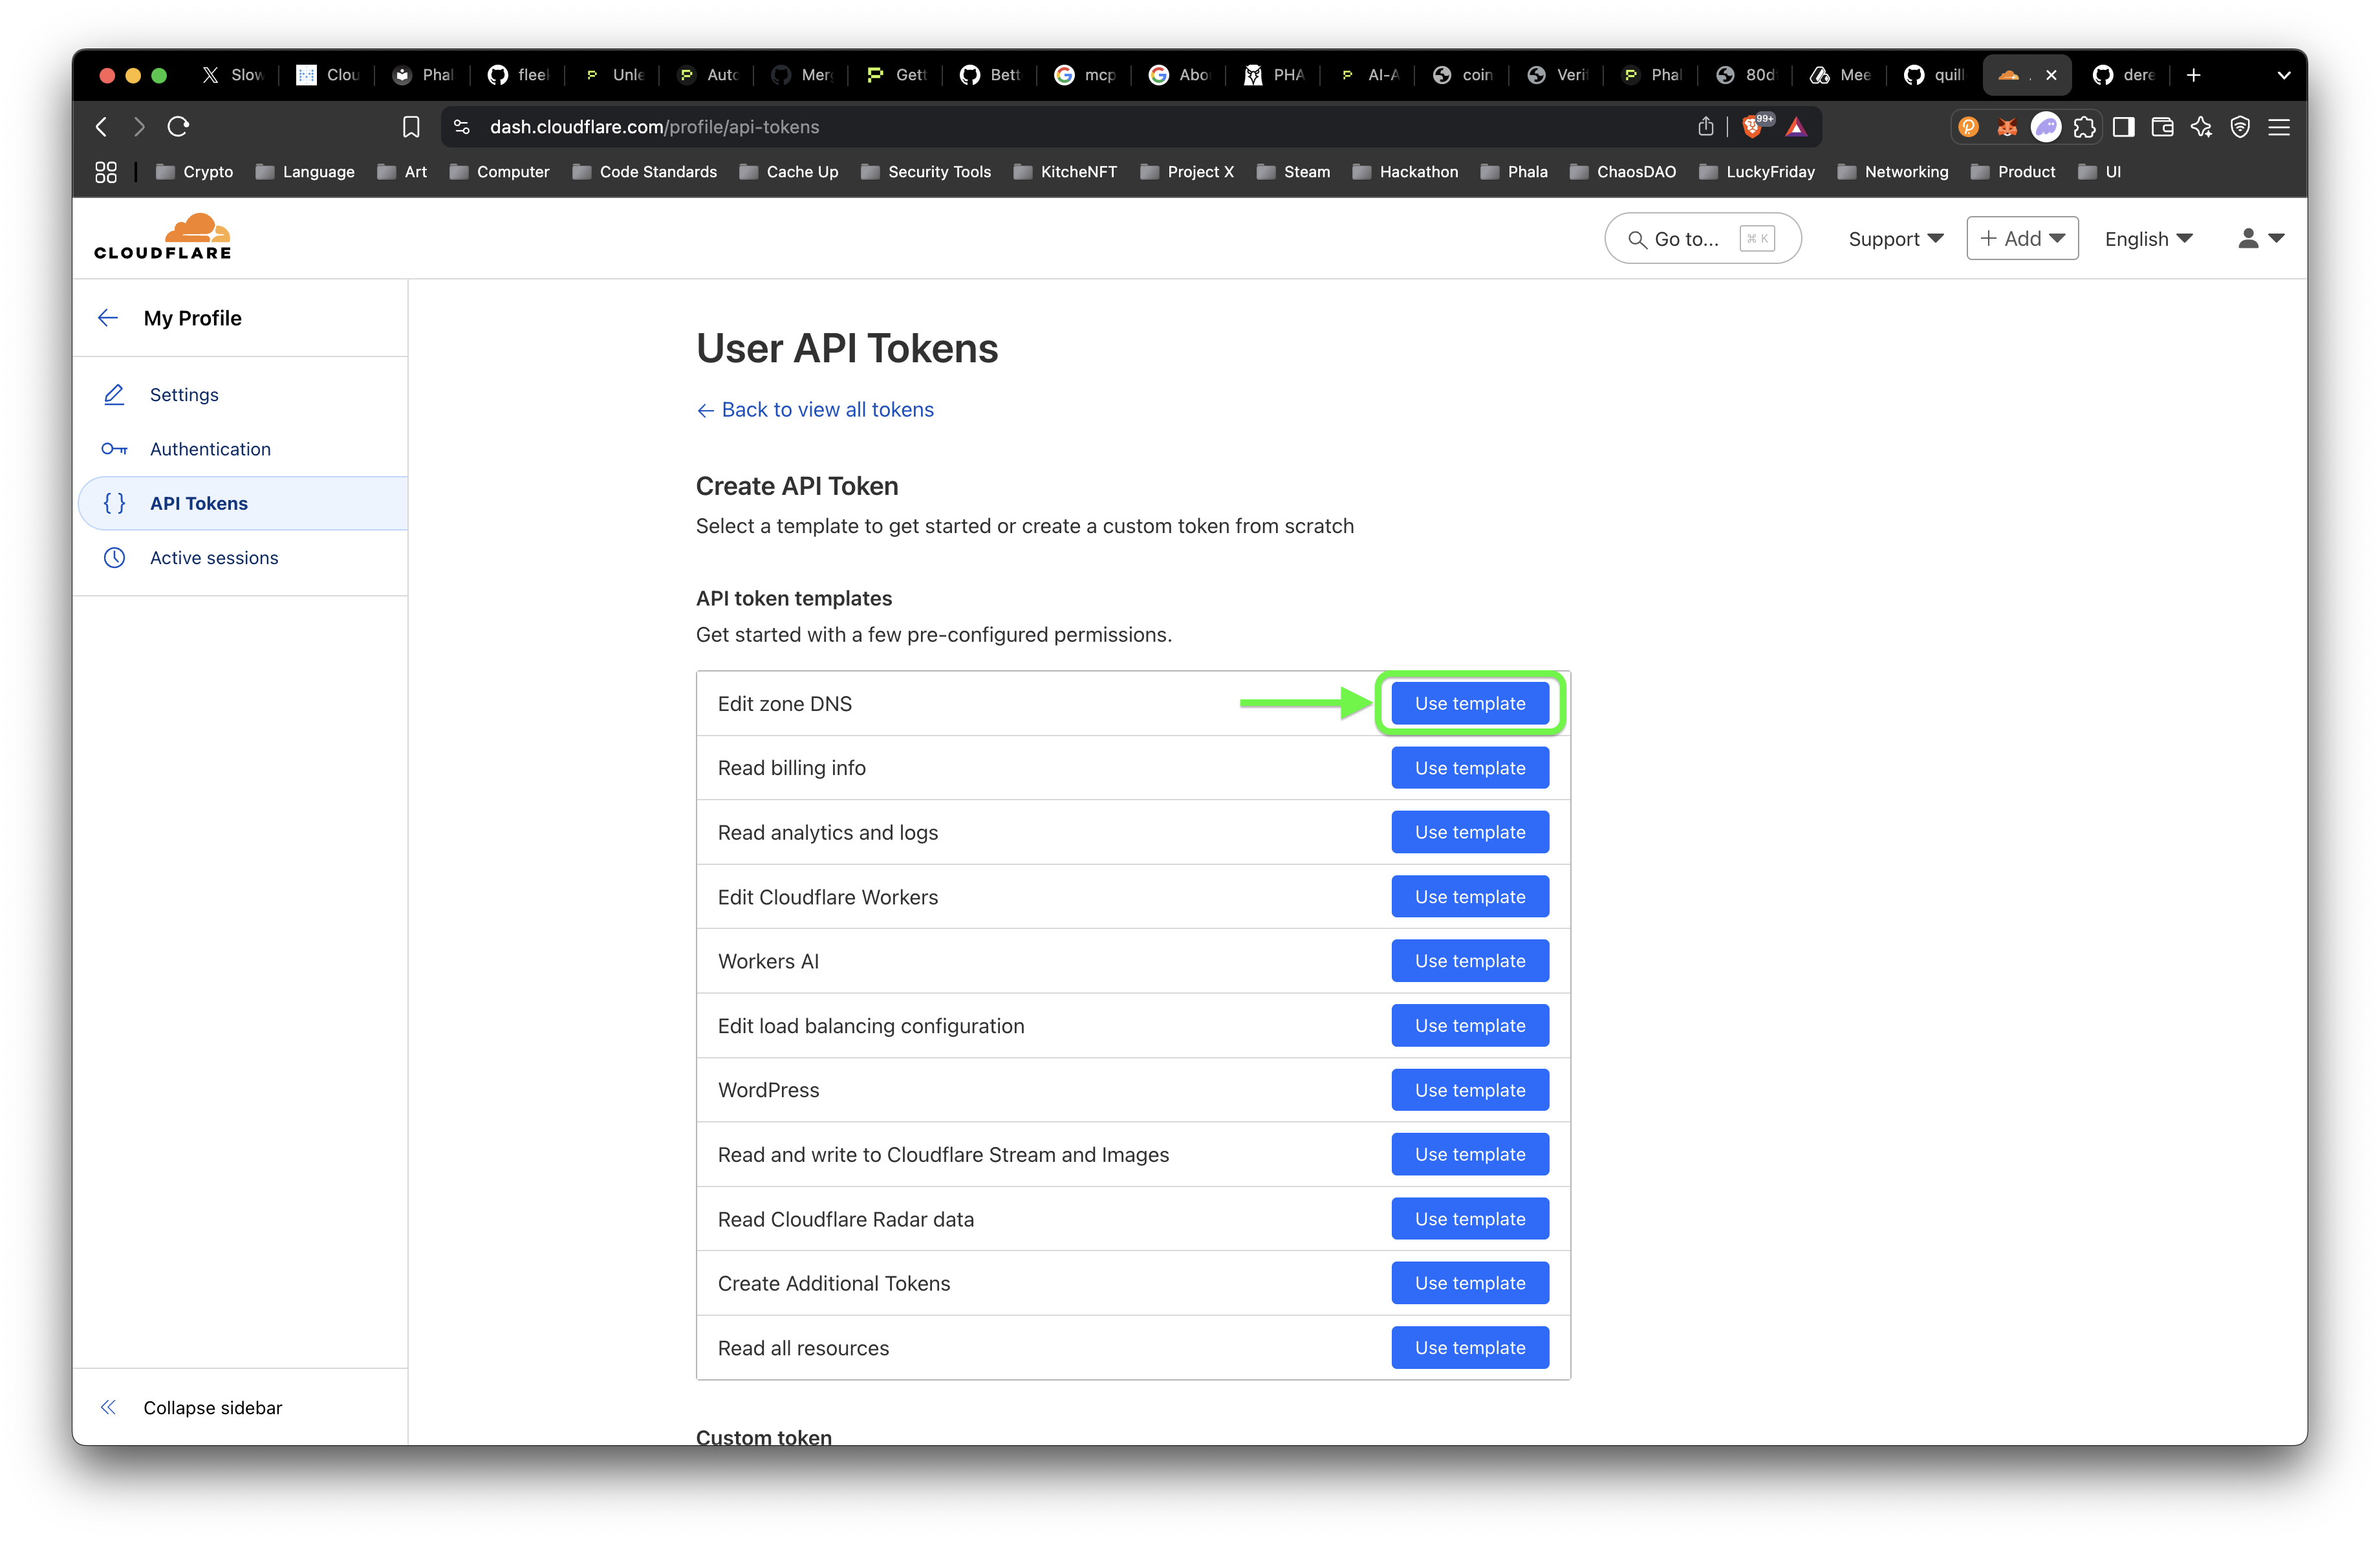 Slow
Clou
Phal
fleek
Unle
Auto
Merg
Gett
Bett
mcp
Abo
PHA
AI-A
coin
Veri
Phal
80d
Mee
quill
dere
dash.cloudflare.com/profile/api-tokens
99+
Crypto
Language
Art
Computer
Code Standards
Cache Up
Security Tools
KitcheNFT
Project X
Steam
Hackathon
Phala
ChaosDAO
LuckyFriday
Networking
Product
UI
CLOUDFLARE
Go to...
⌘ K
Support
+ Add
English
My Profile
Settings
Authentication
API Tokens
Active sessions
Collapse sidebar
User API Tokens
← Back to view all tokens
Create API Token
Select a template to get started or create a custom token from scratch
API token templates
Get started with a few pre-configured permissions.
Edit zone DNS
Use template
Read billing info
Use template
Read analytics and logs
Use template
Edit Cloudflare Workers
Use template
Workers AI
Use template
Edit load balancing configuration
Use template
WordPress
Use template
Read and write to Cloudflare Stream and Images
Use template
Read Cloudflare Radar data
Use template
Create Additional Tokens
Use template
Read all resources
Use template
Custom token